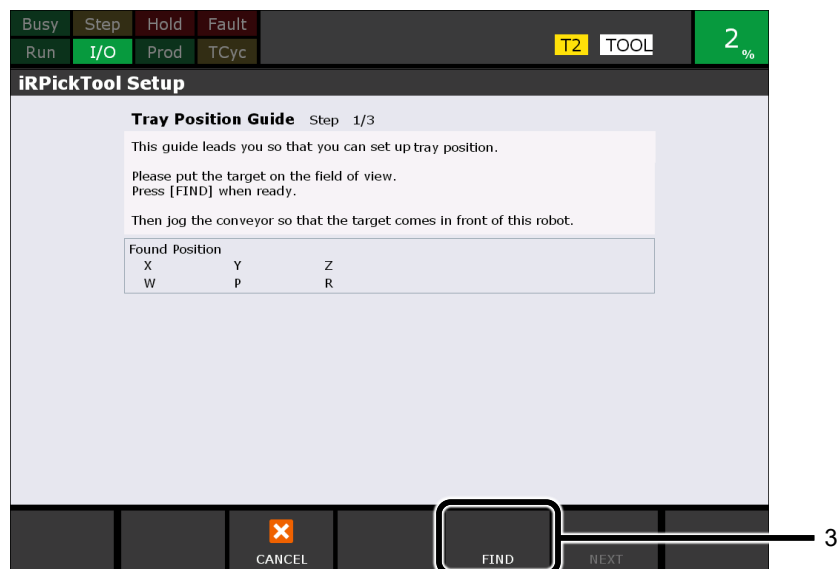 Busy Step Hold Fault
Run I/O Prod TCyc
T2 TOOL
2 %
iRPickTool Setup
Tray Position Guide Step 1/3
This guide leads you so that you can set up tray position.
Please put the target on the field of view.
Press [FIND] when ready.
Then jog the conveyor so that the target comes in front of this robot.
Found Position
X Y Z
W P R
CANCEL FIND NEXT
3